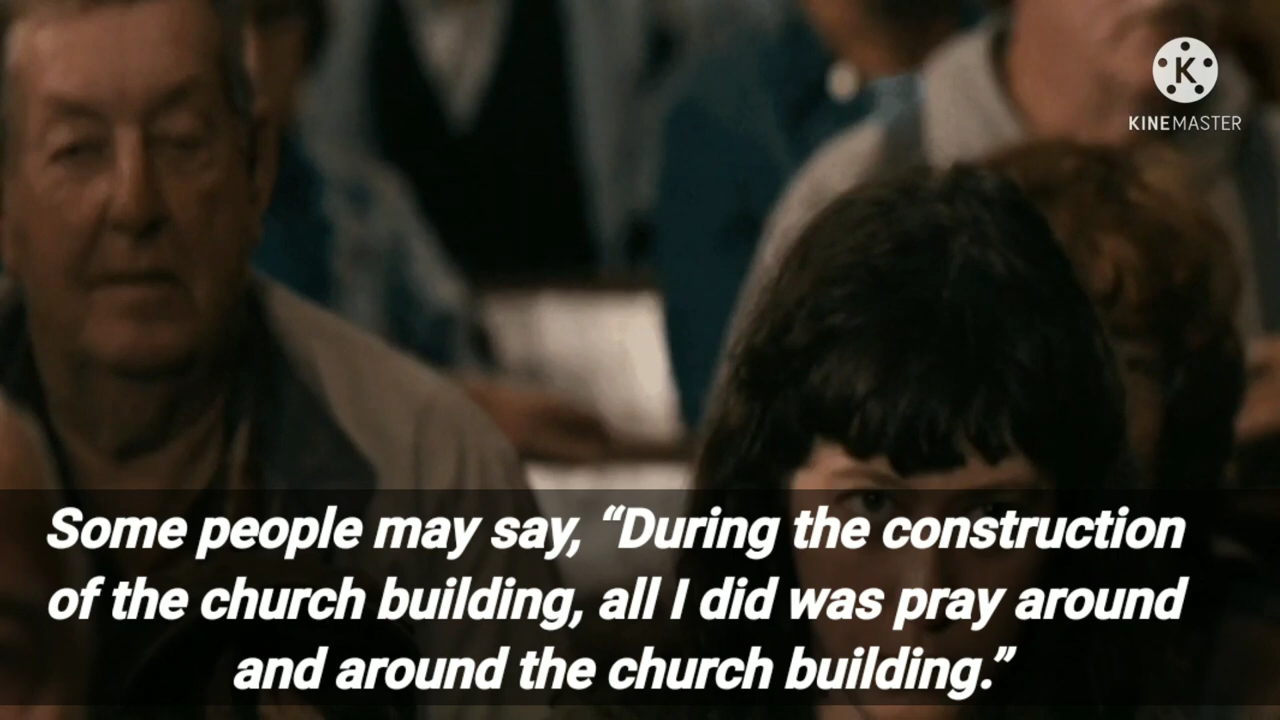 K
KINEMASTER
Some people may say, “During the construction
of the church building, all I did was pray around
and around the church building.”